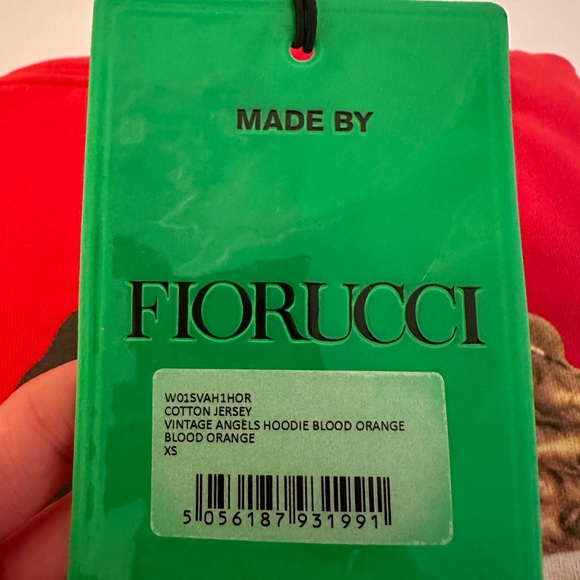 MADE BY
FIORUCCI
W01SVAH1HOR
COTTON JERSEY
VINTAGE ANGELS HOODIE BLOOD ORANGE
BLOOD ORANGE
XS
5 056187 931991